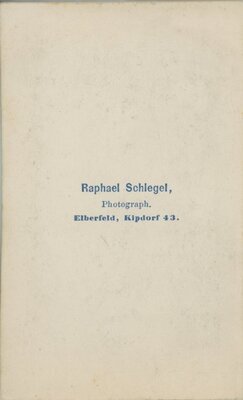 Raphael Schlegel,
Photograph.
Elberfeld, Kipdorf 43.